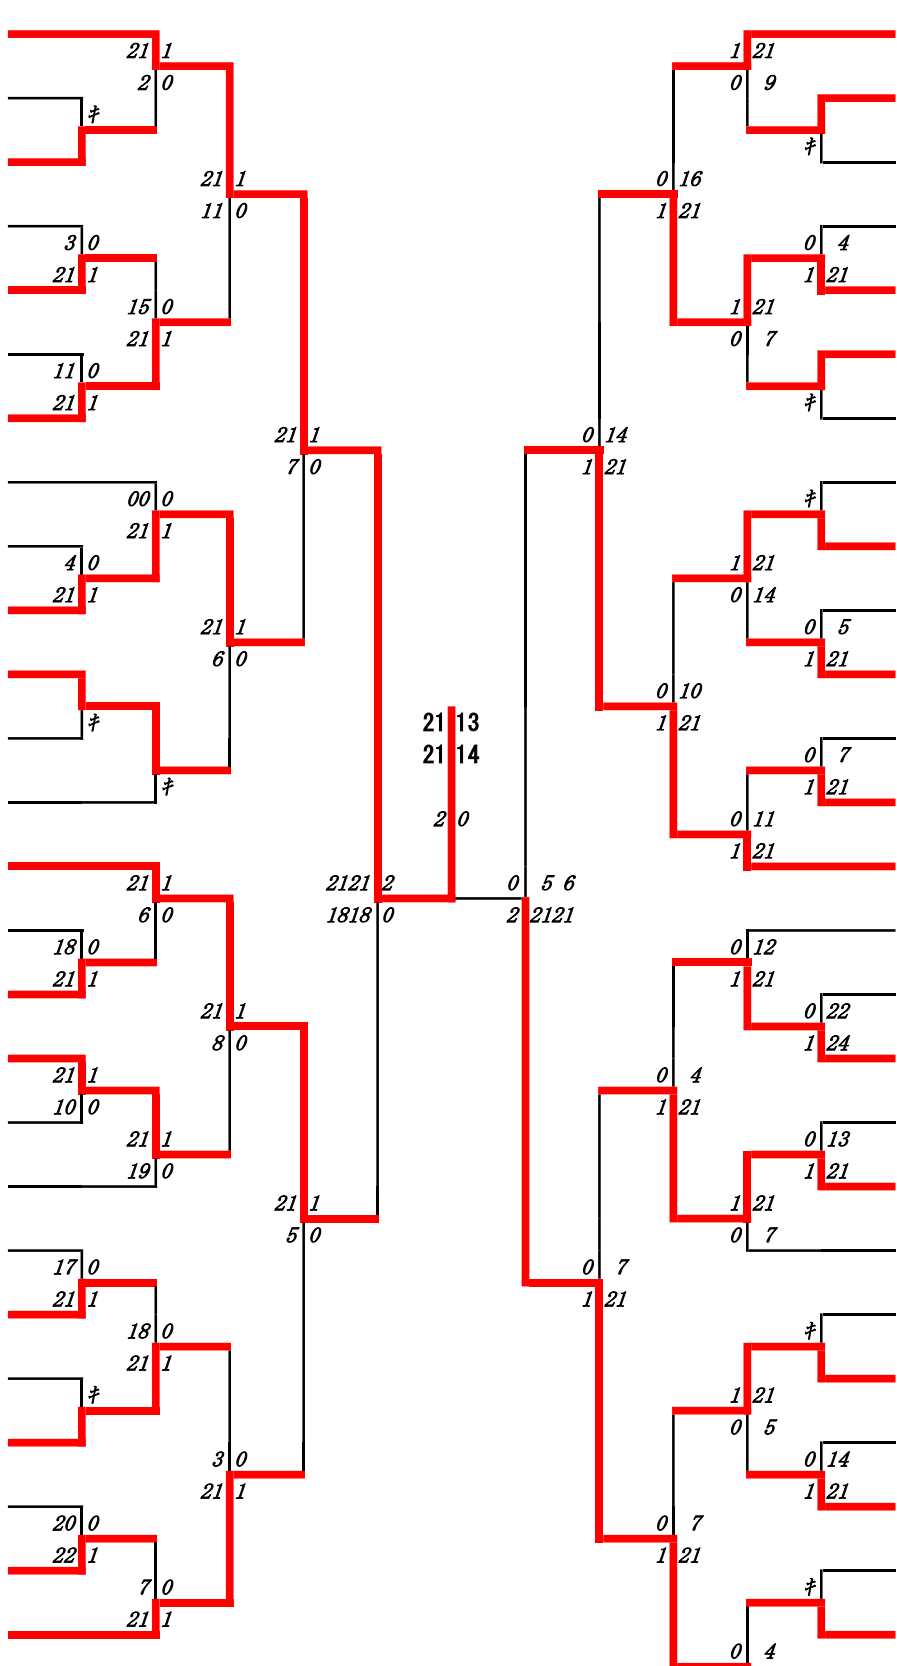 21 1 1 21
2 0 0 9
ｷ
ｷ
21 1 0 16
11 0 1 21
3 0 0 4
21 1 1 21
15 0 1 21
21 1 0 7
11 0
21 1 ｷ
21 1 0 14
7 0 1 21
00 0 ｷ
21 1
4 0 1 21
21 1 0 14
21 1 0 5
6 0 1 21
0 10
ｷ 21 13 1 21
21 14 0 7
ｷ 1 21
2 0 0 11
1 21
21 1 2121 2 0 5 6
6 0 1818 0 2 2121
18 0 0 12
21 1 1 21
21 1 0 22
8 0 1 24
21 1 0 4
10 0 1 21
21 1 0 13
19 0 1 21
21 1 1 21
5 0 0 7
17 0 0 7
21 1 1 21
18 0 ｷ
21 1
ｷ 1 21
0 5
3 0 0 14
21 1 1 21
20 0 0 7
22 1 1 21
7 0 ｷ
21 1
0 4